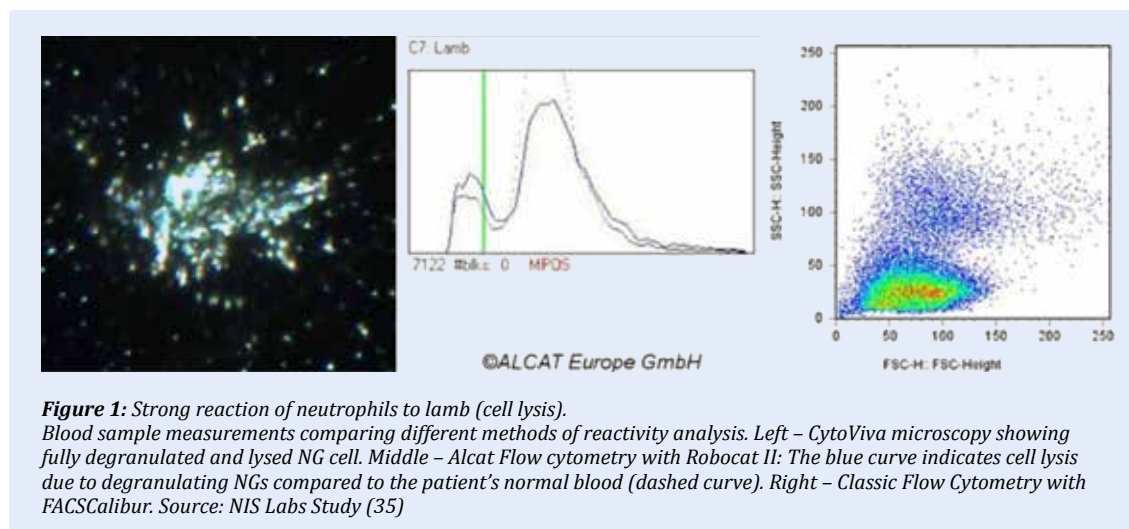 C7: Lamb
7122 #blk.s 0 MPOS
©ALCAT Europe GmbH
250
200
150
100
50
0
SSC-H: SSC-Height
0 50 100 150 200 250
FSC-H: FSC-Height
Figure 1: Strong reaction of neutrophils to lamb (cell lysis).
Blood sample measurements comparing different methods of reactivity analysis. Left – CytoViva microscopy showing
fully degranulated and lysed NG cell. Middle – Alcat Flow cytometry with Robocat II: The blue curve indicates cell lysis
due to degranulating NGs compared to the patient's normal blood (dashed curve). Right – Classic Flow Cytometry with
FACSCalibur. Source: NIS Labs Study (35)